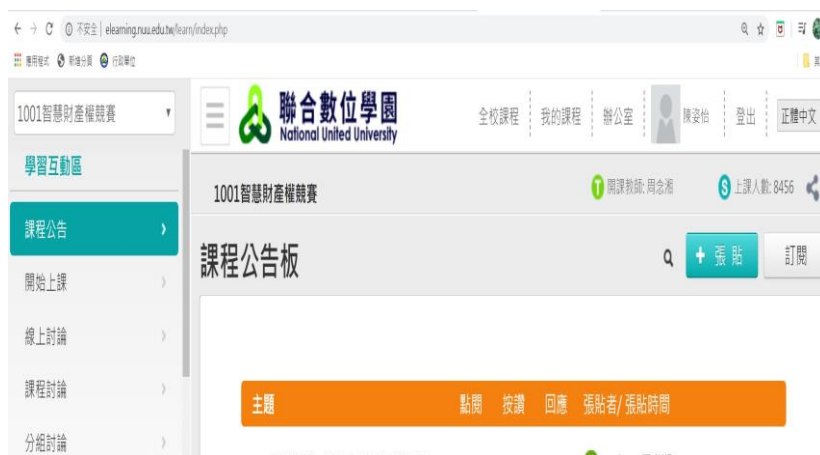 不安全 | elearning.nuu.edu.tw/learn/index.php
應用程式 新增分頁 行政單位
1001智慧財產權競賽
聯合數位學園
National United University
全校課程 我的課程 辦公室 陳姿怡 登出 正體中文
學習互動區
1001智慧財產權競賽
T 開課教師: 周念湘 S 上課人數: 8456
課程公告
課程公告板
+ 張貼 訂閱
開始上課
線上討論
課程討論
主題 點閱 按讚 回應 張貼者/ 張貼時間
分組討論